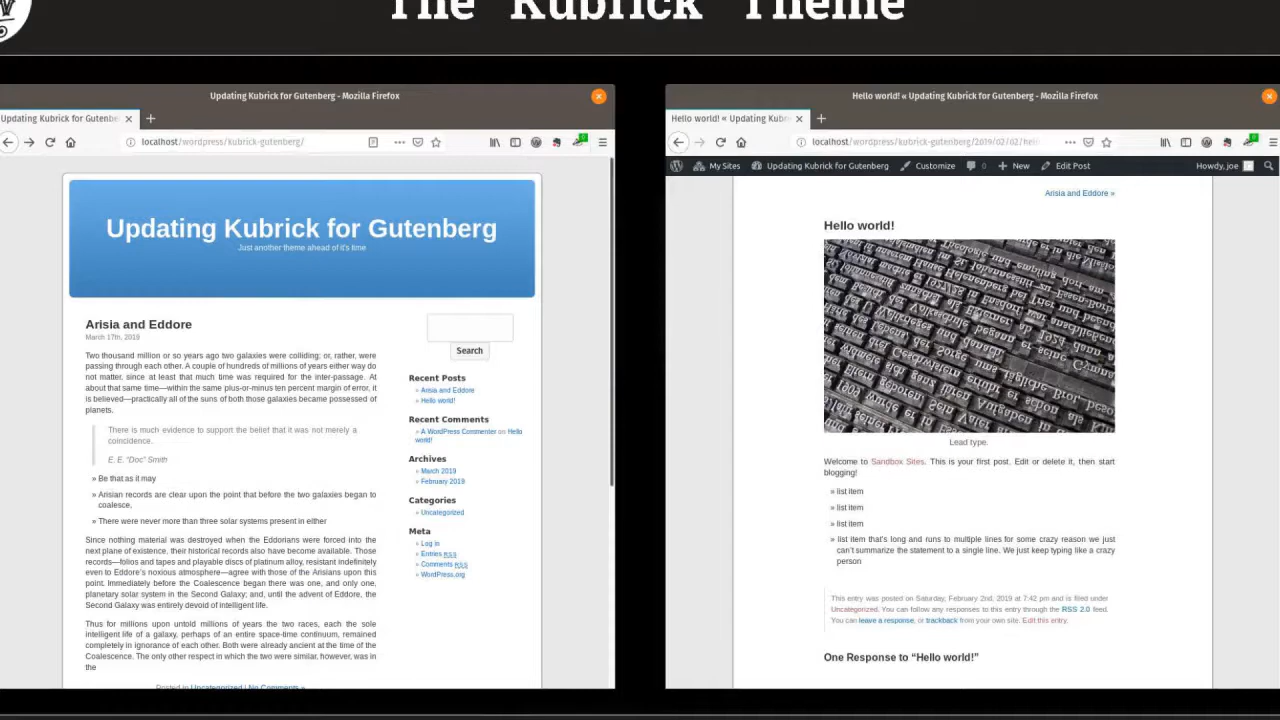 The Kubrick Theme
Updating Kubrick for Gutenberg - Mozilla Firefox
Updating Kubrick for Gutenbe
localhost/wordpress/kubrick-gutenberg/
Updating Kubrick for Gutenberg
Just another theme ahead of it's time
Arisia and Eddore
March 17th, 2019
Two thousand million or so years ago two galaxies were colliding; or, rather, were
passing through each other. A couple of hundreds of millions of years either way do
not matter, since at least that much time was required for the inter-passage. At
about that same time—within the same plus-or-minus ten percent margin of error, it
is believed—practically all of the suns of both those galaxies became possessed of
planets.
There is much evidence to support the belief that it was not merely a
coincidence.
E. E. “Doc” Smith
» Be that as it may
» Arisian records are clear upon the point that before the two galaxies began to
coalesce,
» There were never more than three solar systems present in either
Since nothing material was destroyed when the Eddorians were forced into the
next plane of existence, their historical records also have become available. Those
records—folios and tapes and playable discs of platinum alloy, resistant indefinitely
even to Eddore's noxious atmosphere—agree with those of the Arisians upon this
point. Immediately before the Coalescence began there was one, and only one,
planetary solar system in the Second Galaxy; and, until the advent of Eddore, the
Second Galaxy was entirely devoid of intelligent life.
Thus for millions upon untold millions of years the two races, each the sole
intelligent life of a galaxy, perhaps of an entire space-time continuum, remained
completely in ignorance of each other. Both were already ancient at the time of the
Coalescence. The only other respect in which the two were similar, however, was in
the
Posted in Uncategorized | No Comments »
Search
Recent Posts
» Arisia and Eddore
» Hello world!
Recent Comments
» A WordPress Commenter on Hello
world!
Archives
» March 2019
» February 2019
Categories
» Uncategorized
Meta
» Log in
» Entries RSS
» Comments RSS
» WordPress.org
Hello world! « Updating Kubrick for Gutenberg - Mozilla Firefox
Hello world! « Updating Kubri
localhost/wordpress/kubrick-gutenberg/2019/02/02/hell
My Sites Updating Kubrick for Gutenberg Customize 0 New Edit Post Howdy, joe
Arisia and Eddore »
Hello world!
Lead type.
Welcome to Sandbox Sites. This is your first post. Edit or delete it, then start
blogging!
» list item
» list item
» list item
» list item that's long and runs to multiple lines for some crazy reason we just
can't summarize the statement to a single line. We just keep typing like a crazy
person
This entry was posted on Saturday, February 2nd, 2019 at 7:42 pm and is filed under
Uncategorized. You can follow any responses to this entry through the RSS 2.0 feed.
You can leave a response, or trackback from your own site. Edit this entry.
One Response to “Hello world!”